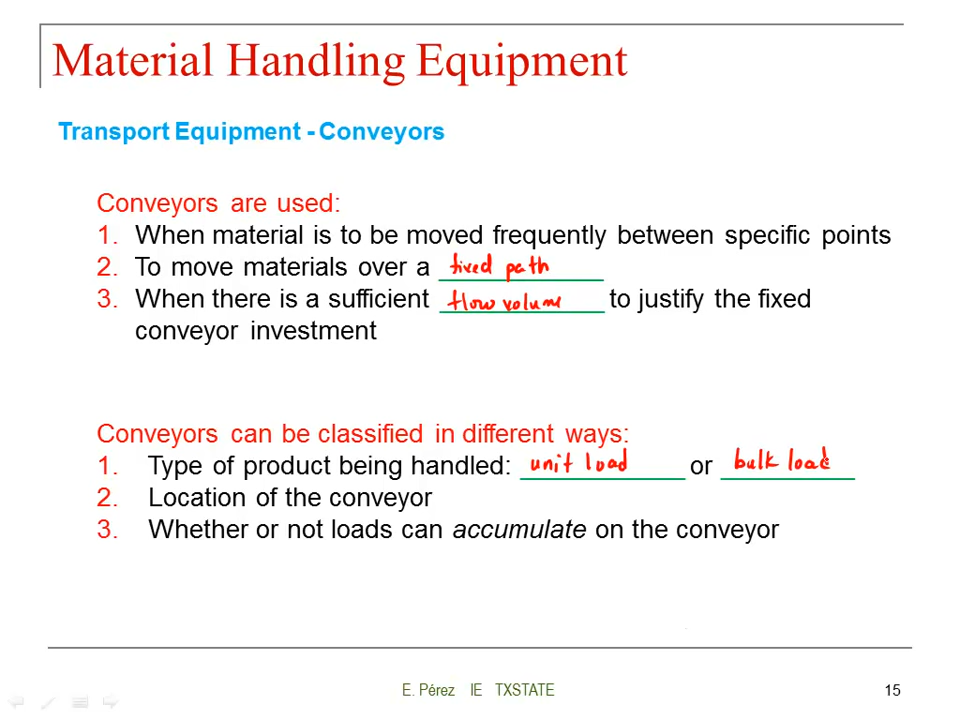 Material Handling Equipment
Transport Equipment - Conveyors
Conveyors are used:
1. When material is to be moved frequently between specific points
2. To move materials over a fixed path
3. When there is a sufficient flow volume to justify the fixed
conveyor investment
Conveyors can be classified in different ways:
1. Type of product being handled: unit load or bulk load
2. Location of the conveyor
3. Whether or not loads can accumulate on the conveyor
E. Pérez IE TXSTATE
15